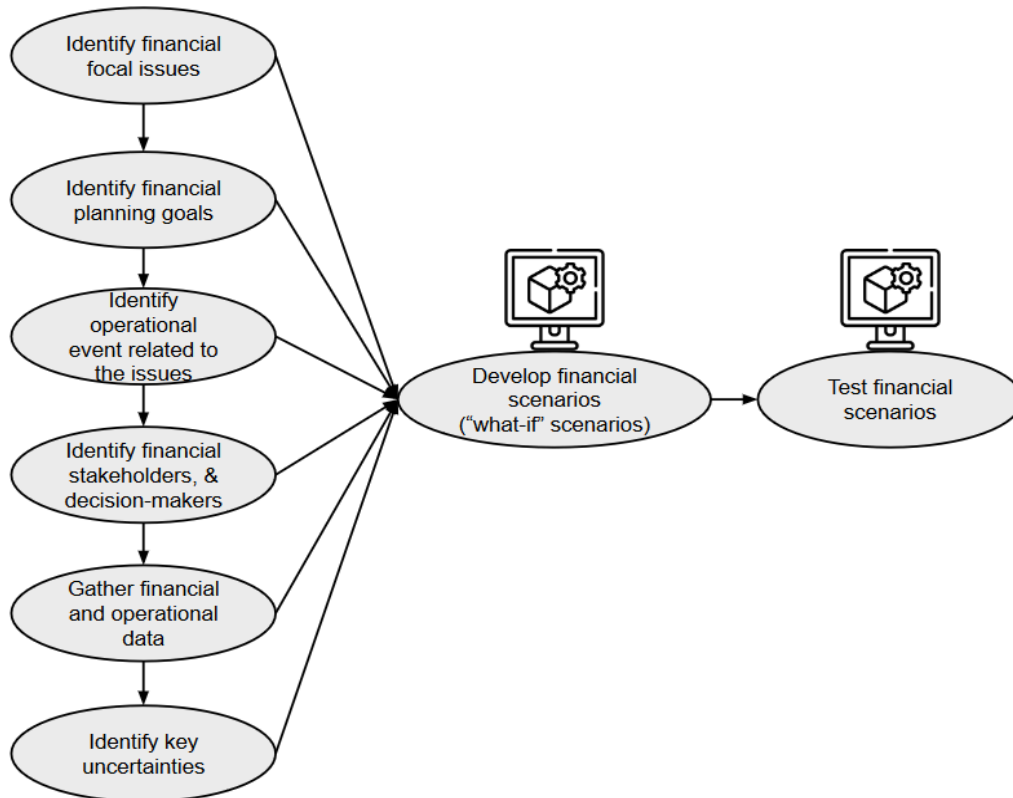 Identify financial
focal issues
Identify financial
planning goals
Identify
operational
event related to
the issues
Identify financial
stakeholders, &
decision-makers
Gather financial
and operational
data
Identify key
uncertainties
Develop financial
scenarios
(“what-if” scenarios)
Test financial
scenarios